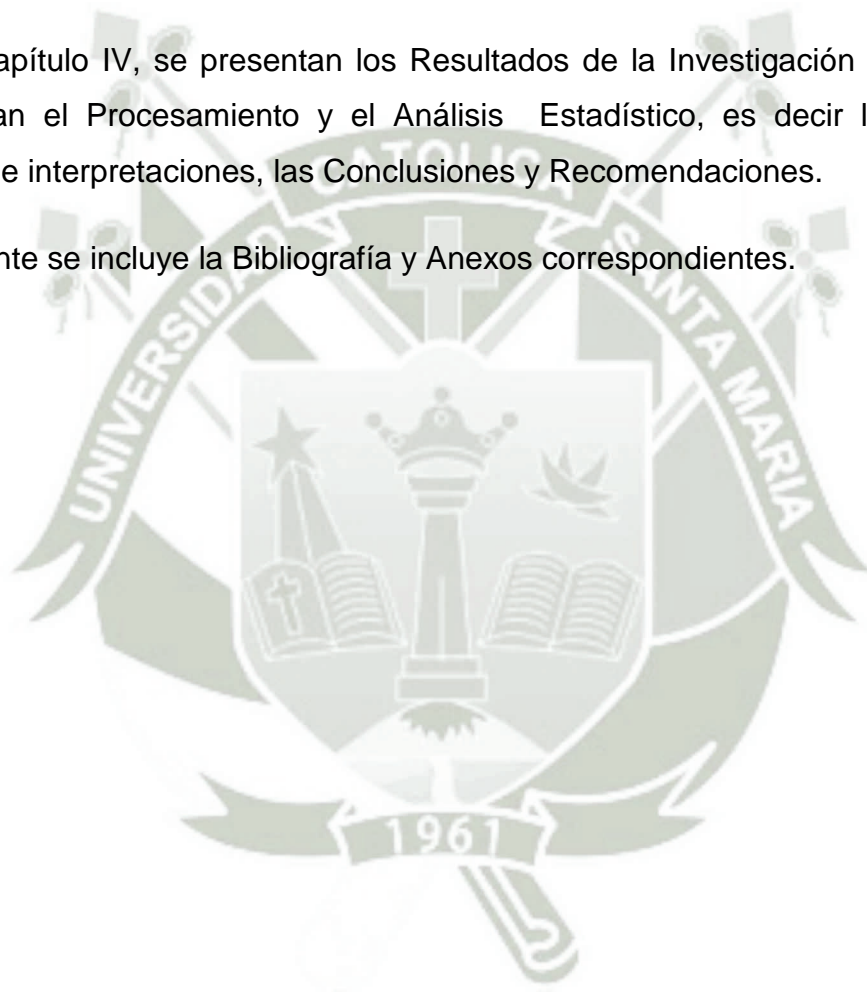 apítulo IV, se presentan los Resultados de la Investigación
an el Procesamiento y el Análisis Estadístico, es decir l
e interpretaciones, las Conclusiones y Recomendaciones.
nte se incluye la Bibliografía y Anexos correspondientes.
UNIVERSIDAD CATOLICA SANTA MARIA
1961